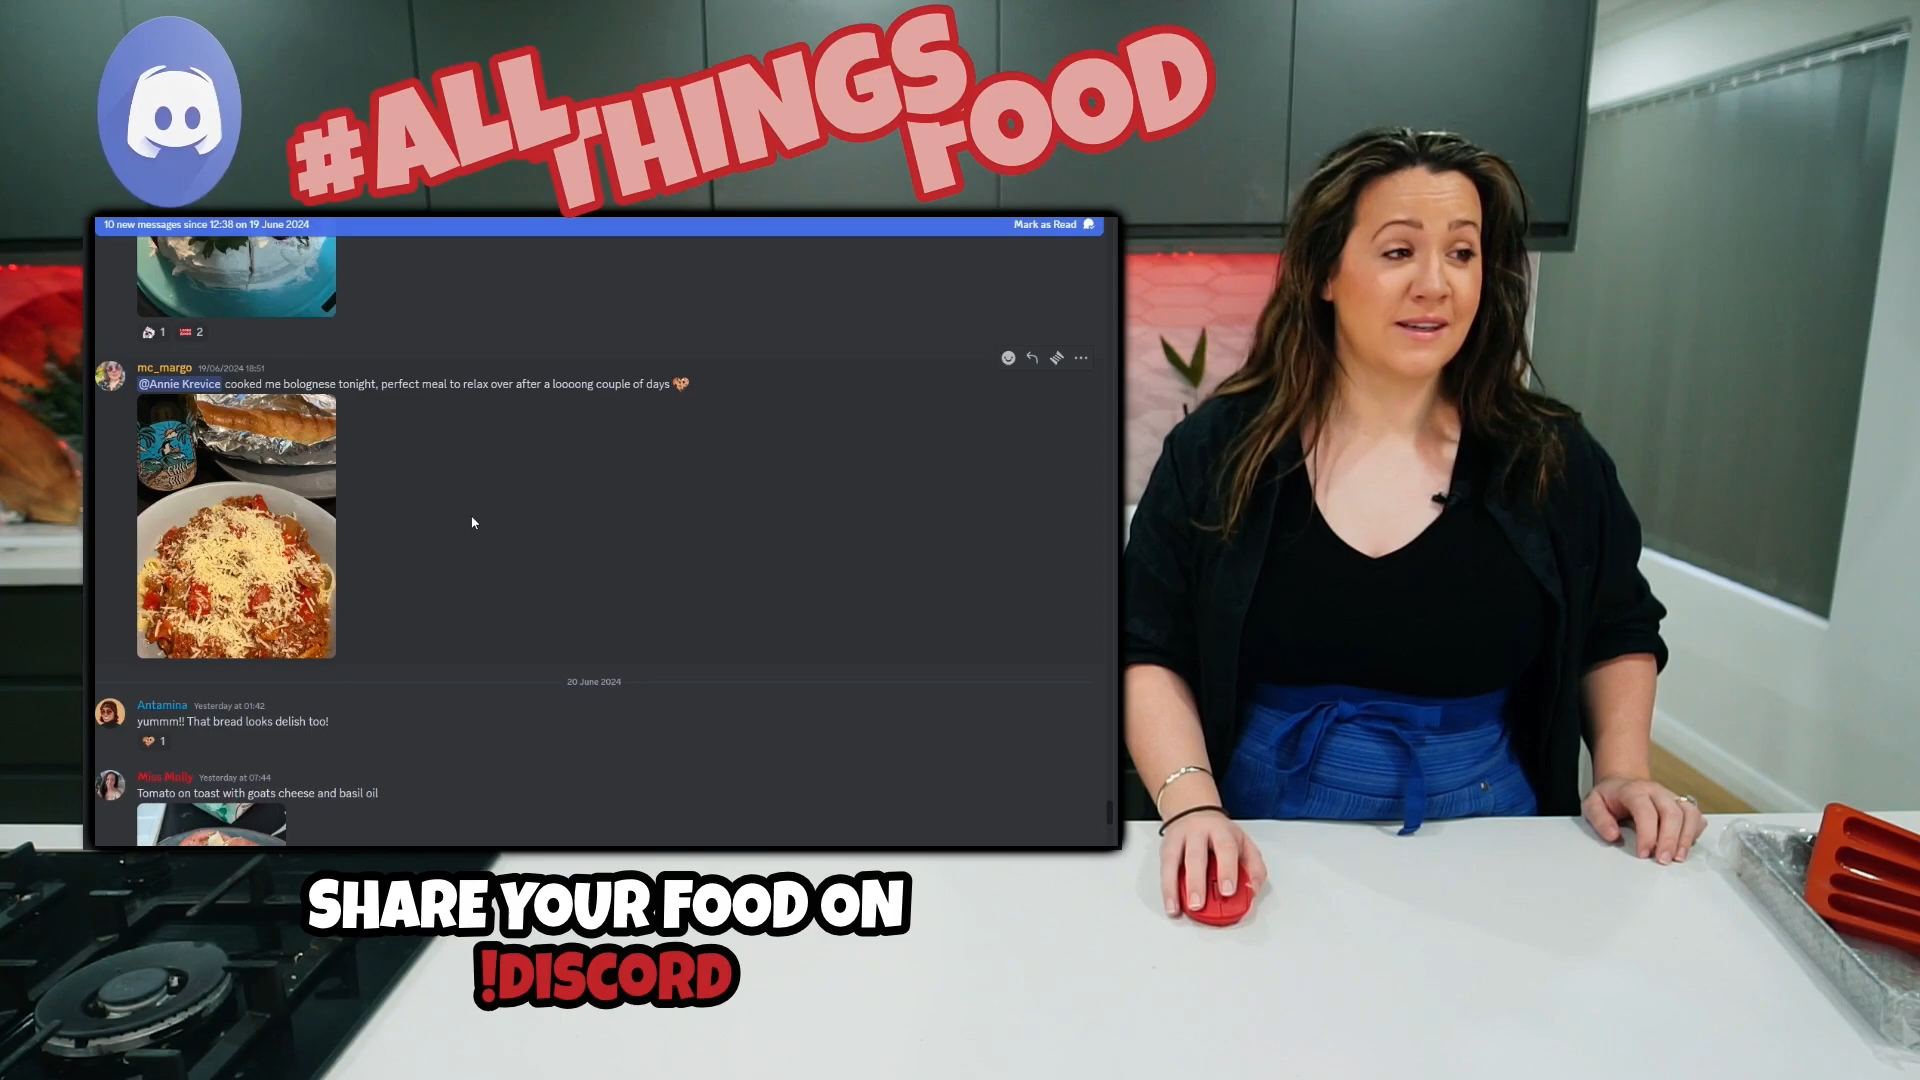 #ALL THINGS FOOD
10 new messages since 12:38 on 19 June 2024
Mark as Read
1
2
mc_margo 19/06/2024 18:51
@Annie Krevice cooked me bolognese tonight, perfect meal to relax over after a loooong couple of days
20 June 2024
Antamina Yesterday at 01:42
yummm!! That bread looks delish too!
1
Miss Molly Yesterday at 07:44
Tomato on toast with goats cheese and basil oil
SHARE YOUR FOOD ON
!DISCORD